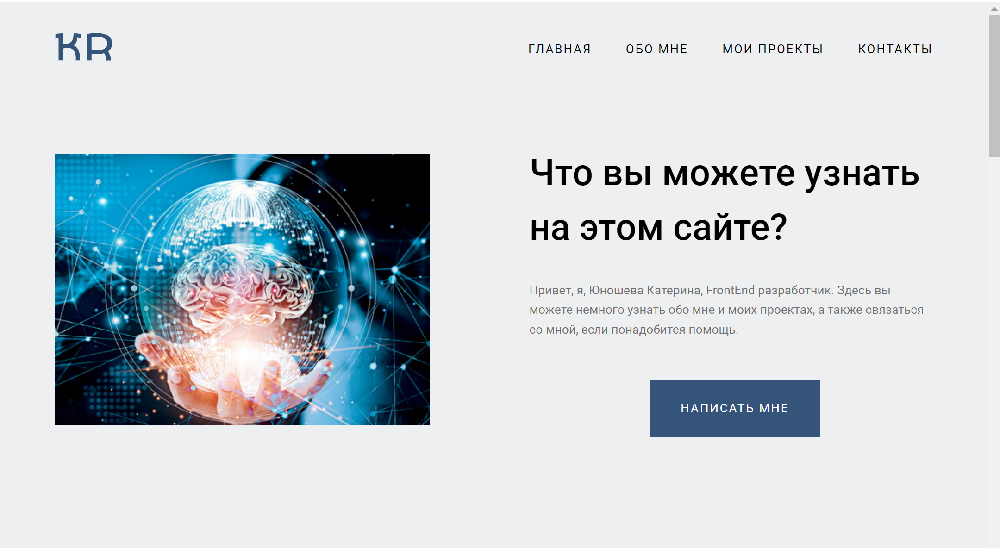 KR
ГЛАВНАЯ ОБО МНЕ МОИ ПРОЕКТЫ КОНТАКТЫ
Что вы можете узнать
на этом сайте?
Привет, я, Юношева Катерина, FrontEnd разработчик. Здесь вы
можете немного узнать обо мне и моих проектах, а также связаться
со мной, если понадобится помощь.
НАПИСАТЬ МНЕ